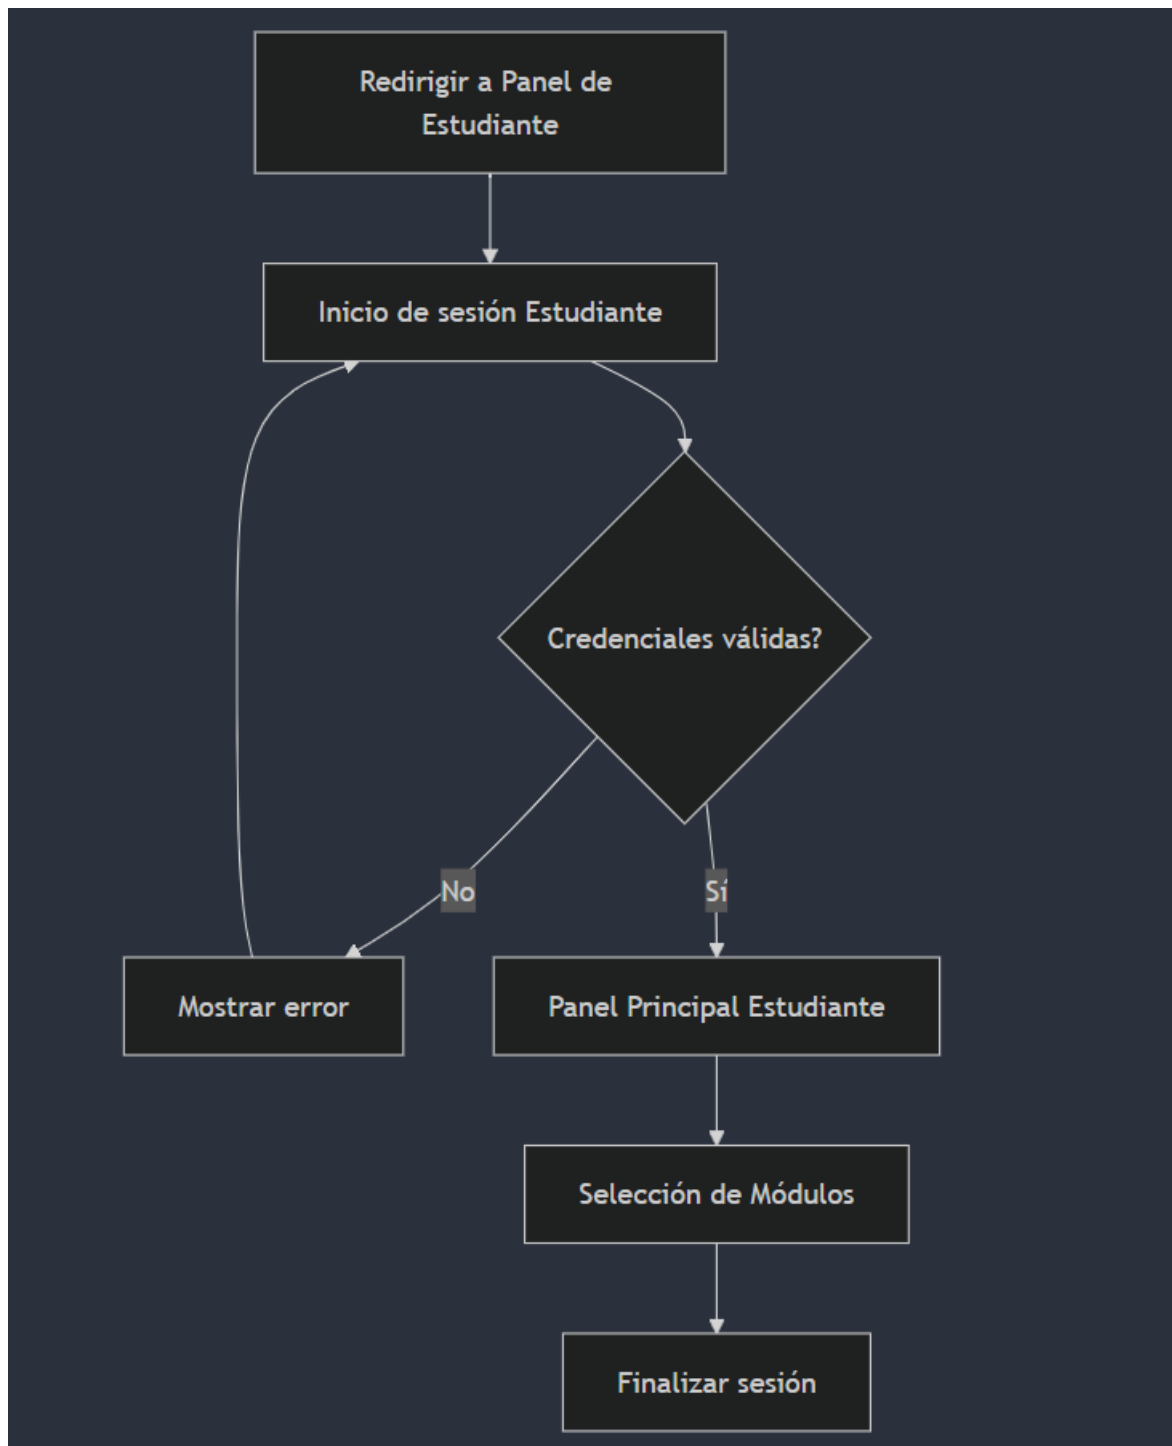 Redirigir a Panel de
Estudiante
Inicio de sesión Estudiante
Credenciales válidas?
No
Sí
Mostrar error
Panel Principal Estudiante
Selección de Módulos
Finalizar sesión